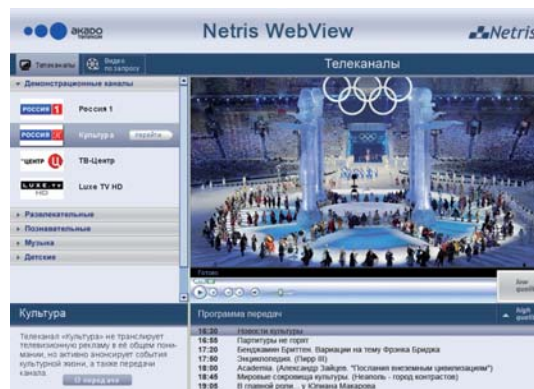 АКАДО
телеком
Netris WebView
Netris
Телеканалы
Видео
по запросу
Телеканалы
Демонстрационные каналы
РОССИЯ 1
Россия 1
РОССИЯ К
Культура
перейти
ЦЕНТР
ТВ-Центр
LUXE.TV
HD
Luxe TV HD
Развлекательные
Познавательные
Музыка
Детские
Готово
low
Культура
Программа передач
high
Телеканал «Культура» не транслирует
телевизионную рекламу в её общем пони-
мании, но активно анонсирует события
культурной жизни, а также передачи
канала.
О передаче
16:30 Новости культуры
16:55 Партитуры не горят
17:20 Бенджамин Бриттен. Вариации на тему Фрэнка Бриджа
17:50 Энциклопедия. (Пирр III)
18:00 Academia. (Александр Зайцев. "Послания внеземным цивилизациям")
18:45 Мировые сокровища культуры. (Неаполь - город контрастов)
19:05 В главной роли... у Юлиана Макарова